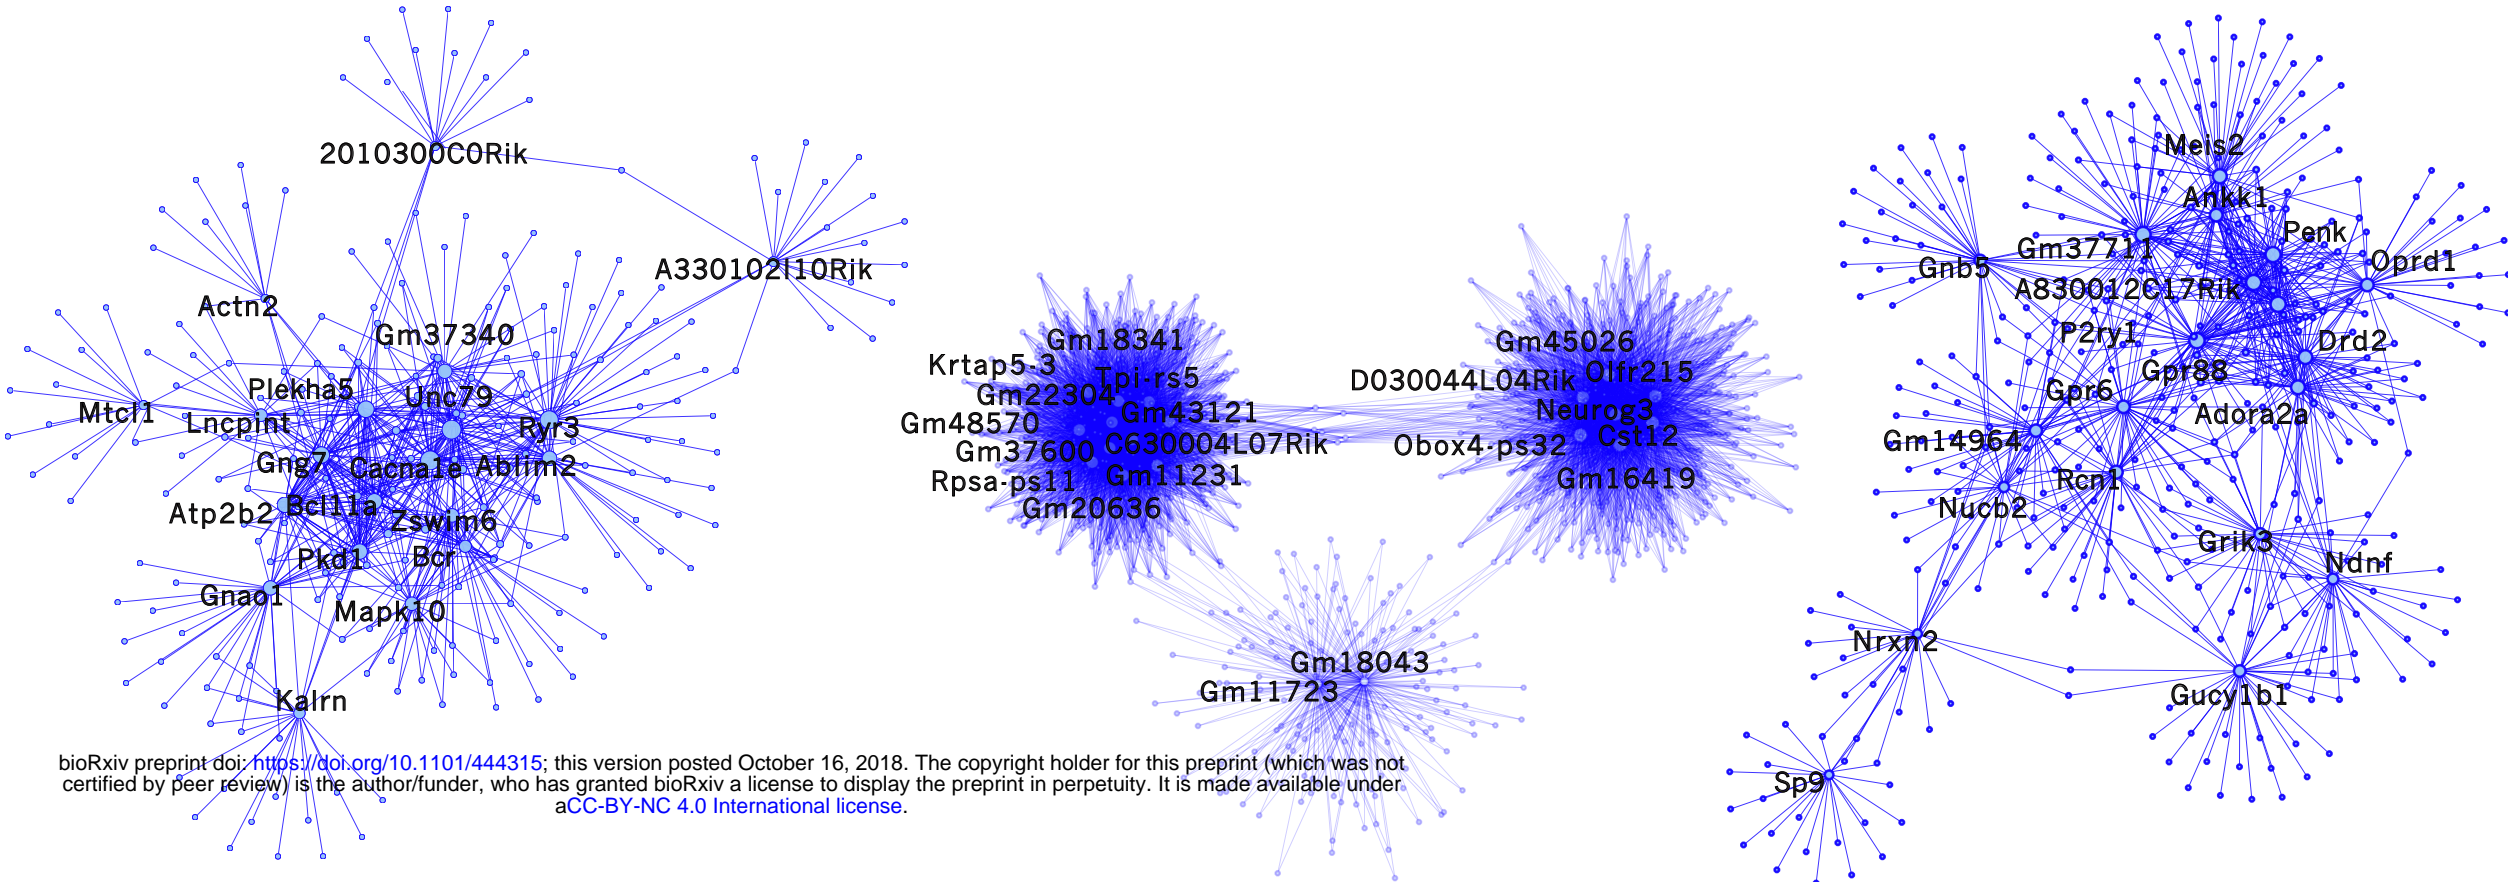 2010300C0Rik
A330102I10Rik
Actn2
Gm37340
Plekha5
Unc79
Mtcl1
Lncpint
Ryr3
Gng7
Cacna1e
Ablim2
Atp2b2
Bcl11a
Zswim6
Pkd1
Bcr
Gnao1
Mapk10
Kalrn
Gm18341
Krtap5-3
Tpi-rs5
Gm22304
Gm43121
Gm48570
C630004L07Rik
Gm37600
Gm11231
Rpsa-ps11
Gm20636
Gm45026
D030044L04Rik
Olfr215
Neurog3
Cst12
Obox4-ps32
Gm16419
Gm18043
Gm11723
Meis2
Ankk1
Penk
Gm37711
Gnb5
Oprd1
A830012C17Rik
P2ry1
Drd2
Gpr88
Gpr6
Adora2a
Gm14964
Rcn1
Nucb2
Grik3
Ndnf
Nrxn2
Gucy1b1
Sp9
bioRxiv preprint doi: https://doi.org/10.1101/444315; this version posted October 16, 2018. The copyright holder for this preprint (which was not
certified by peer review) is the author/funder, who has granted bioRxiv a license to display the preprint in perpetuity. It is made available under
aCC-BY-NC 4.0 International license.